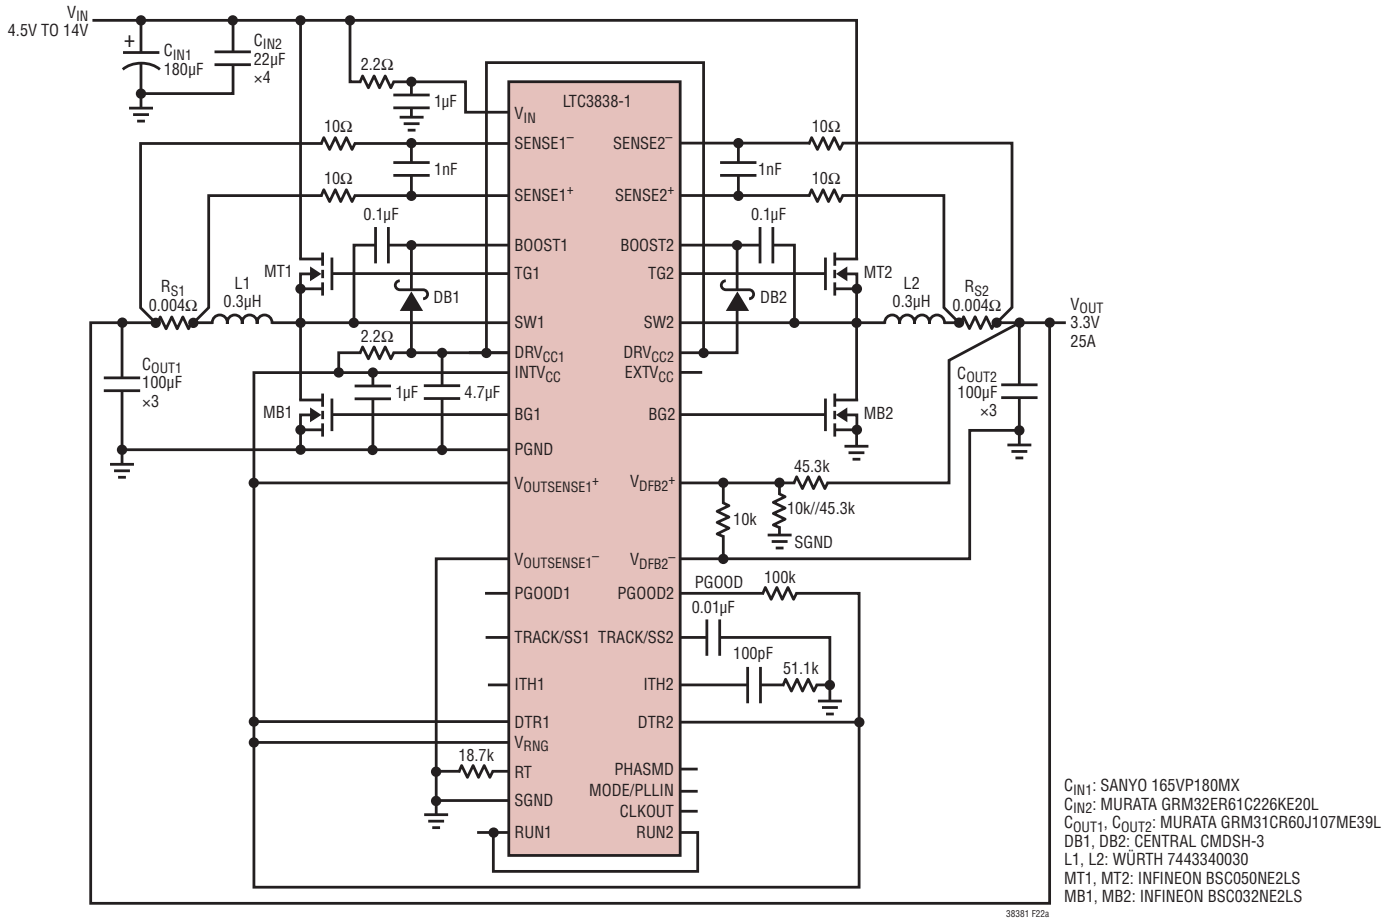 VIN
4.5V TO 14V
+
CIN1
180µF
CIN2
22µF
×4
2.2Ω
1µF
LTC3838-1
VIN
10Ω
SENSE1–
SENSE2–
10Ω
1nF
1nF
10Ω
SENSE1+
SENSE2+
10Ω
0.1µF
0.1µF
BOOST1
BOOST2
MT1
TG1
TG2
MT2
RS1
0.004Ω
L1
0.3µH
DB1
DB2
L2
0.3µH
RS2
0.004Ω
VOUT
3.3V
25A
SW1
SW2
2.2Ω
DRVCC1
DRVCC2
INTVCC
EXTVCC
COUT1
100µF
×3
1µF
4.7µF
COUT2
100µF
×3
MB1
BG1
BG2
MB2
PGND
VOUTSENSE1+
VDFB2+
45.3k
10k
10k//45.3k
SGND
VOUTSENSE1–
VDFB2–
PGOOD1
PGOOD2
PGOOD
100k
0.01µF
TRACK/SS1
TRACK/SS2
100pF
51.1k
ITH1
ITH2
DTR1
DTR2
VRNG
18.7k
RT
PHASMD
MODE/PLLIN
SGND
CLKOUT
RUN1
RUN2
CIN1: SANYO 165VP180MX
CIN2: MURATA GRM32ER61C226KE20L
COUT1, COUT2: MURATA GRM31CR60J107ME39L
DB1, DB2: CENTRAL CMDSH-3
L1, L2: WÜRTH 7443340030
MT1, MT2: INFINEON BSC050NE2LS
MB1, MB2: INFINEON BSC032NE2LS
38381 F22a